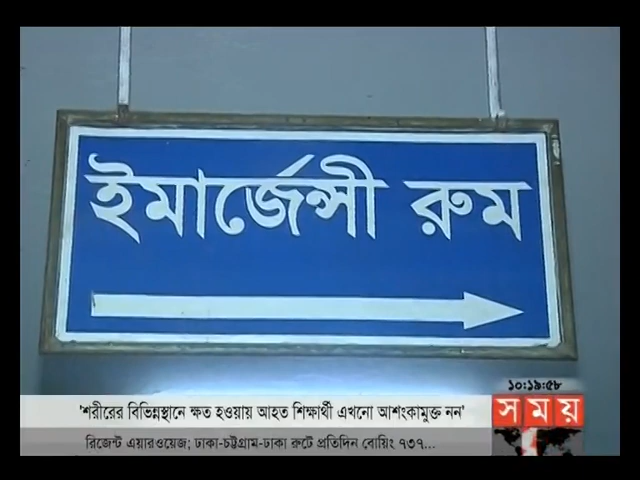 ইমার্জেন্সী রুম
১০:১৯:৫৮
'শরীরের বিভিন্নস্থানে ক্ষত হওয়ায় আহত শিক্ষার্থী এখনো আশংকামুক্ত নন'
সময়
রিজেন্ট এয়ারওয়েজ; ঢাকা-চট্টগ্রাম-ঢাকা রুটে প্রতিদিন বোয়িং ৭৩৭...